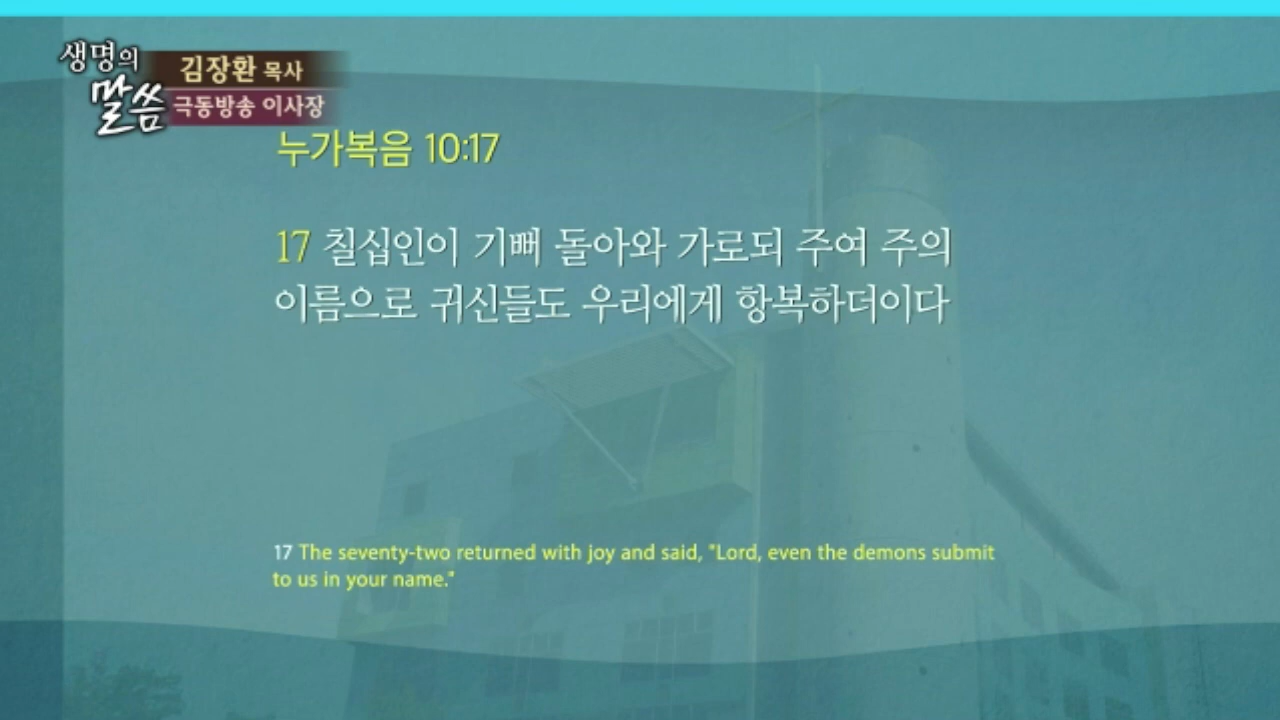 생명의
말씀
김장환 목사
극동방송 이사장
누가복음 10:17
17 칠십인이 기뻐 돌아와 가로되 주여 주의
이름으로 귀신들도 우리에게 항복하더이다
17 The seventy-two returned with joy and said, "Lord, even the demons submit
to us in your name."